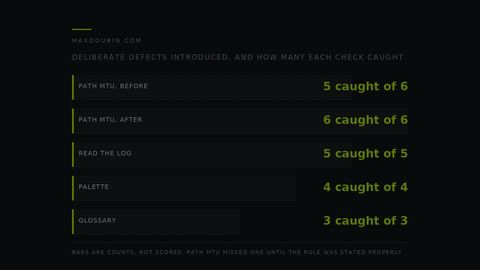 MAXDOURIN.COM
DELIBERATE DEFECTS INTRODUCED, AND HOW MANY EACH CHECK CAUGHT
PATH MTU, BEFORE 5 caught of 6
PATH MTU, AFTER 6 caught of 6
READ THE LOG 5 caught of 5
PALETTE 4 caught of 4
GLOSSARY 3 caught of 3
BARS ARE COUNTS, NOT SCORES. PATH MTU MISSED ONE UNTIL THE RULE WAS STATED PROPERLY